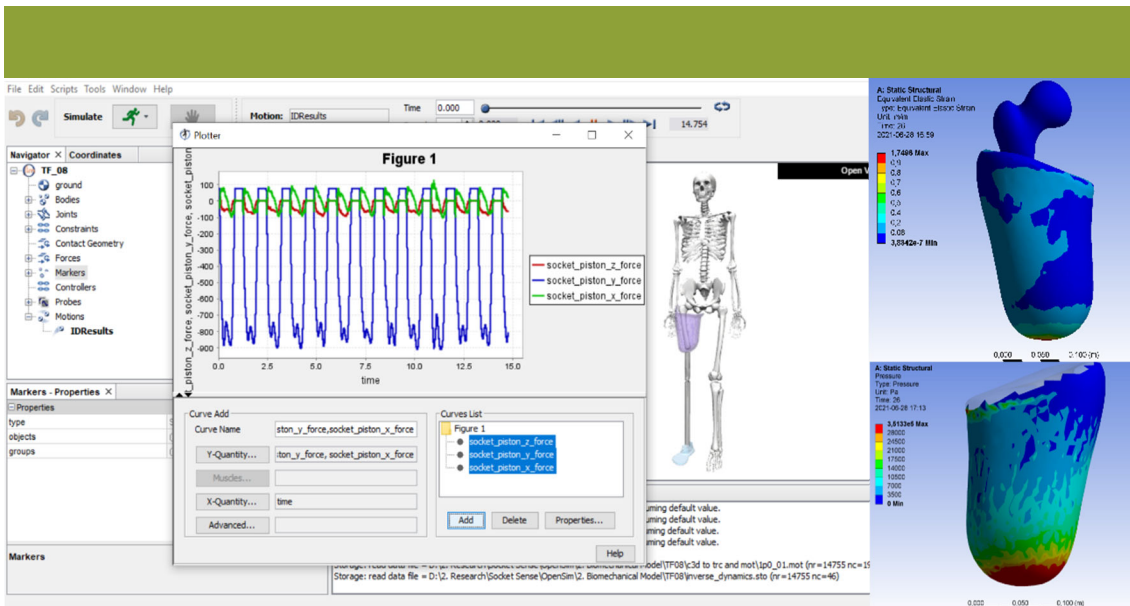 File Edit Scripts Tools Window Help
Simulate
Motion: IDResults
Time 0.000
14.754
Navigator × Coordinates
TF_08
ground
Bodies
Joints
Constraints
Contact Geometry
Forces
Markers
Controllers
Probes
Motions
IDResults
Markers - Properties ×
Properties
type
objects
groups
Markers
Plotter
Figure 1
_piston_z_force, socket_piston_y_force, socket_piston
100
0
-100
-200
-300
-400
-500
-600
-700
-800
-900
0.0 2.5 5.0 7.5 10.0 12.5 15.0
time
socket_piston_z_force
socket_piston_y_force
socket_piston_x_force
Curve Add
Curve Name
ston_y_force,socket_piston_x_force
Y-Quantity...
ton_y_force, socket_piston_x_force
Muscles...
X-Quantity...
time
Advanced...
Curves List
Figure 1
socket_piston_z_force
socket_piston_y_force
socket_piston_x_force
Add Delete Properties...
Help
Open V
uming default value.
uming default value.
uming default value.
uming default value.
Storage: read data file = D:\2. Research\Socket Sense\OpenSim\2. Biomechanical Model\TF08\c3d to trc and mot\1p0_01.mot (nr=14755 nc=19
Storage: read data file = D:\2. Research\Socket Sense\OpenSim\2. Biomechanical Model\TF08\inverse_dynamics.sto (nr=14755 nc=46)
A: Static Structural
Equivalent Elastic Strain
Type: Equivalent Elastic Strain
Unit: m/m
Time: 26
2021-06-28 16:59
1,7496 Max
0,9
0,8
0,7
0,6
0,5
0,4
0,2
0,08
3,8842e-7 Min
0,000 0,050 0,100 (m)
A: Static Structural
Pressure
Type: Pressure
Unit: Pa
Time: 26
2021-06-28 17:13
3,5133e5 Max
28000
24500
21000
17500
14000
10500
7000
3500
0 Min
0,000 0,050 0,100 (m)